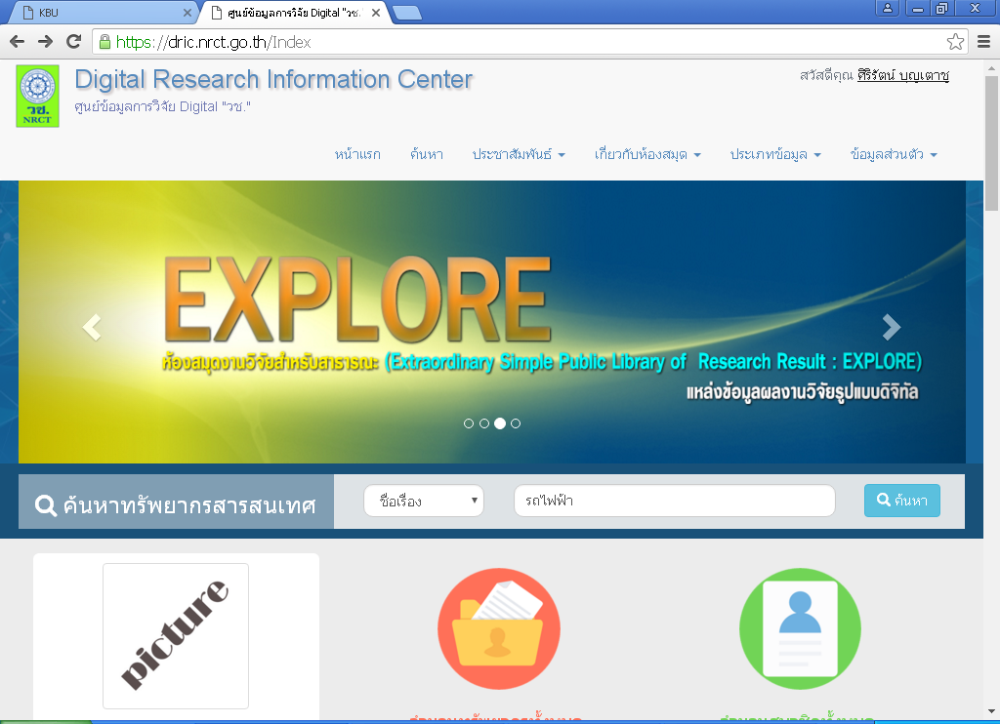 KBU
ศูนย์ข้อมูลการวิจัย Digital "วช.
https://dric.nrct.go.th/Index
วช.
NRCT
Digital Research Information Center
ศูนย์ข้อมูลการวิจัย Digital "วช."
สวัสดีคุณ ศิริรัตน์ บุญเตาชู
หน้าแรก ค้นหา ประชาสัมพันธ์ เกี่ยวกับห้องสมุด ประเภทข้อมูล ข้อมูลส่วนตัว
EXPLORE
ห้องสมุดงานวิจัยสำหรับสาธารณะ (Extraordinary Simple Public Library of Research Result : EXPLORE)
แหล่งข้อมูลผลงานวิจัยรูปแบบดิจิทัล
ค้นหาทรัพยากรสารสนเทศ ชื่อเรื่อง รถไฟฟ้า ค้นหา
picture